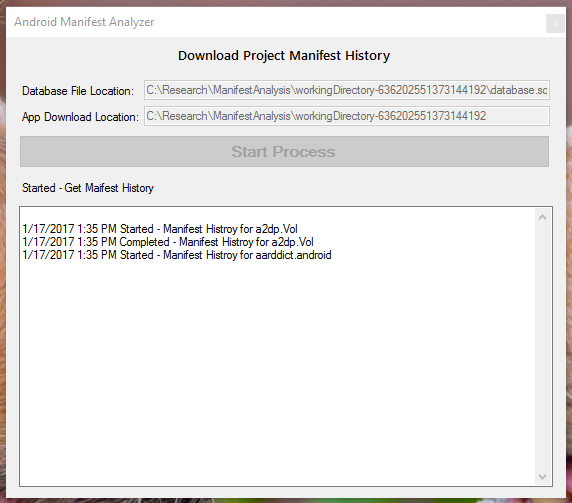 Android Manifest Analyzer
Download Project Manifest History
Database File Location: C:\Research\ManifestAnalysis\workingDirectory-636202551373144192\database.sq
App Download Location: C:\Research\ManifestAnalysis\workingDirectory-636202551373144192
Start Process
Started - Get Maifest History
1/17/2017 1:35 PM Started - Manifest Histroy for a2dp.Vol
1/17/2017 1:35 PM Completed - Manifest Histroy for a2dp.Vol
1/17/2017 1:35 PM Started - Manifest Histroy for aarddict.android